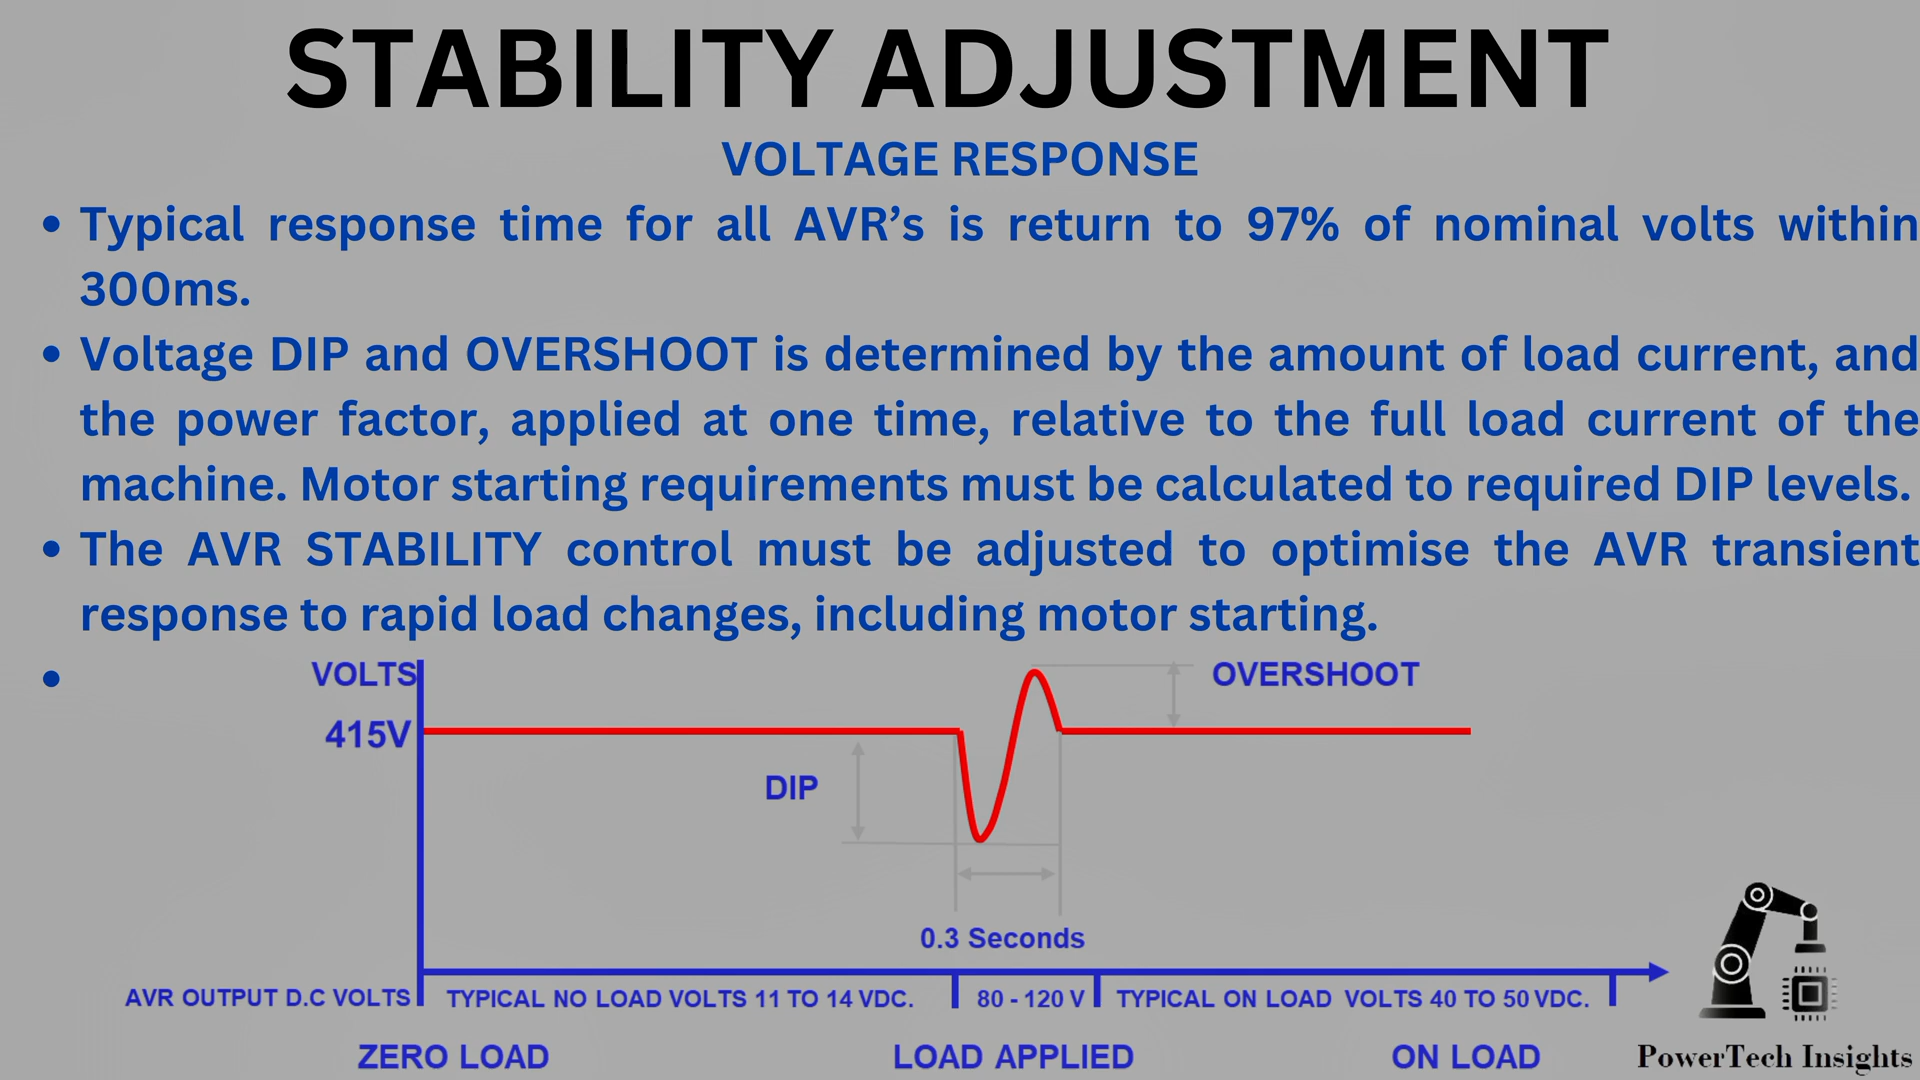 STABILITY ADJUSTMENT
VOLTAGE RESPONSE
• Typical response time for all AVR’s is return to 97% of nominal volts within
300ms.
• Voltage DIP and OVERSHOOT is determined by the amount of load current, and
the power factor, applied at one time, relative to the full load current of the
machine. Motor starting requirements must be calculated to required DIP levels.
• The AVR STABILITY control must be adjusted to optimise the AVR transient
response to rapid load changes, including motor starting.
•
VOLTS
OVERSHOOT
415V
DIP
0.3 Seconds
AVR OUTPUT D.C VOLTS
TYPICAL NO LOAD VOLTS 11 TO 14 VDC.
80 - 120 V
TYPICAL ON LOAD VOLTS 40 TO 50 VDC.
ZERO LOAD
LOAD APPLIED
ON LOAD
PowerTech Insights